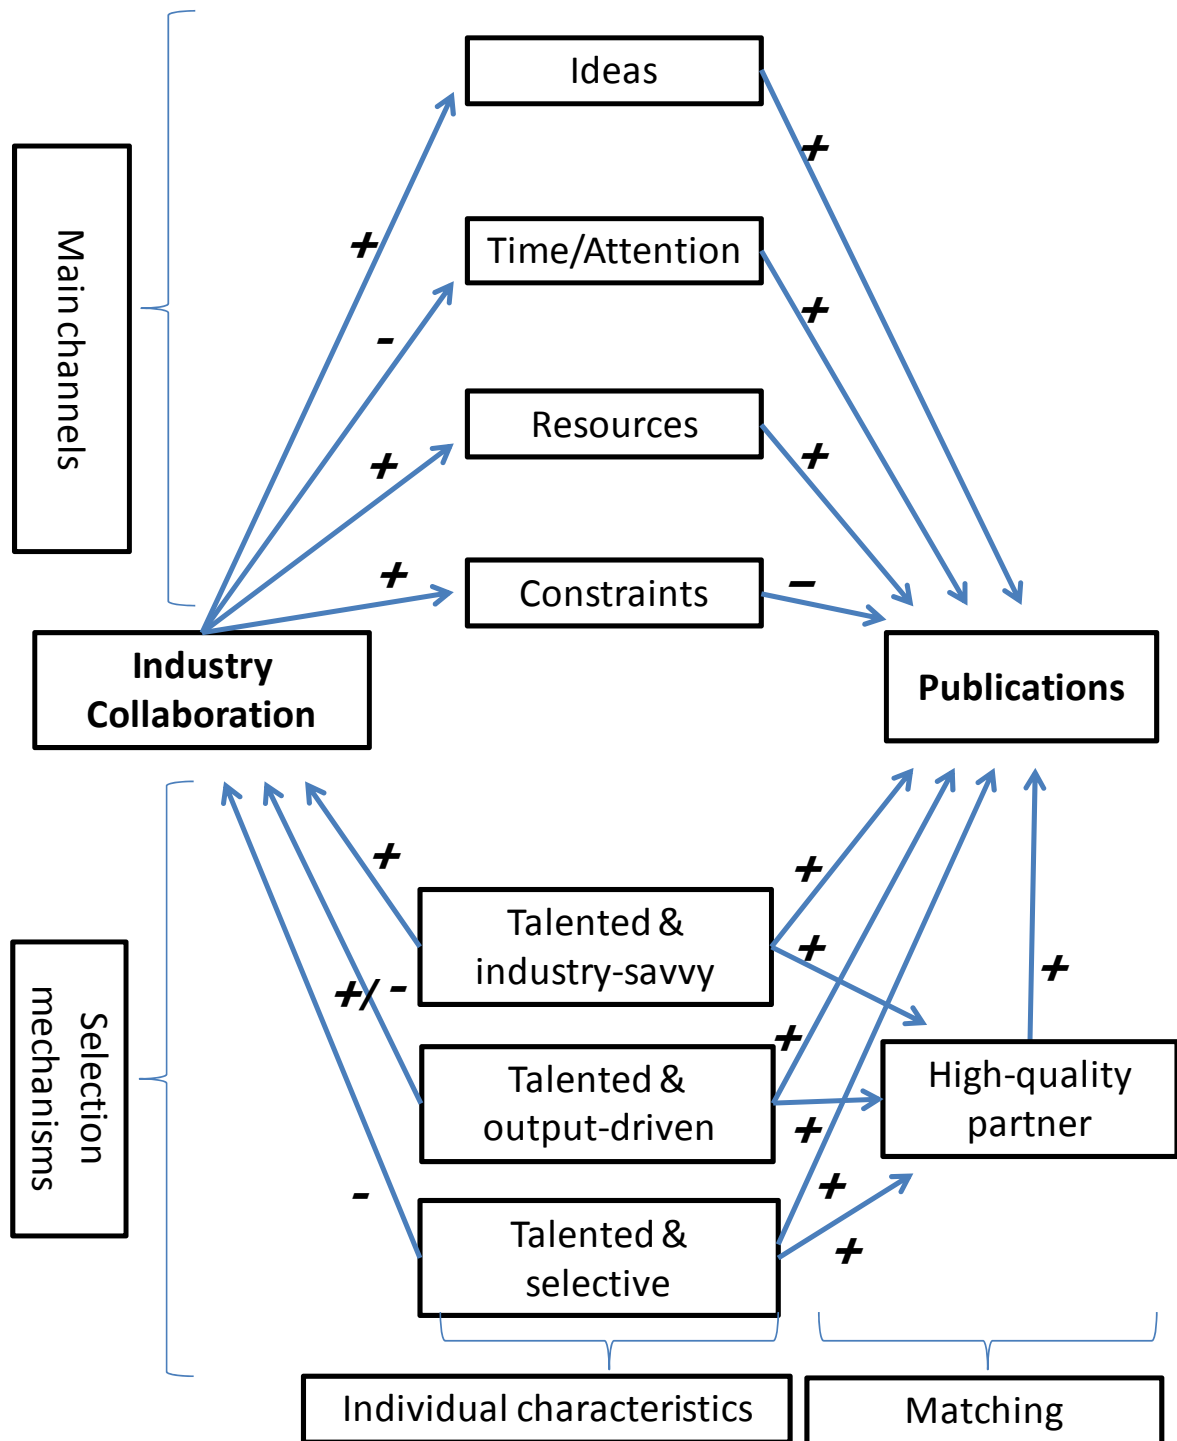 Ideas
+
Main channels
+
Time/Attention
+
-
Resources
+
+
Constraints
+
–
Industry
Collaboration
Publications
+
+
Talented &
industry-savvy
+
+
+/-
Selection
mechanisms
+
Talented &
output-driven
+
High-quality
partner
-
+
Talented &
selective
+
Individual characteristics
Matching